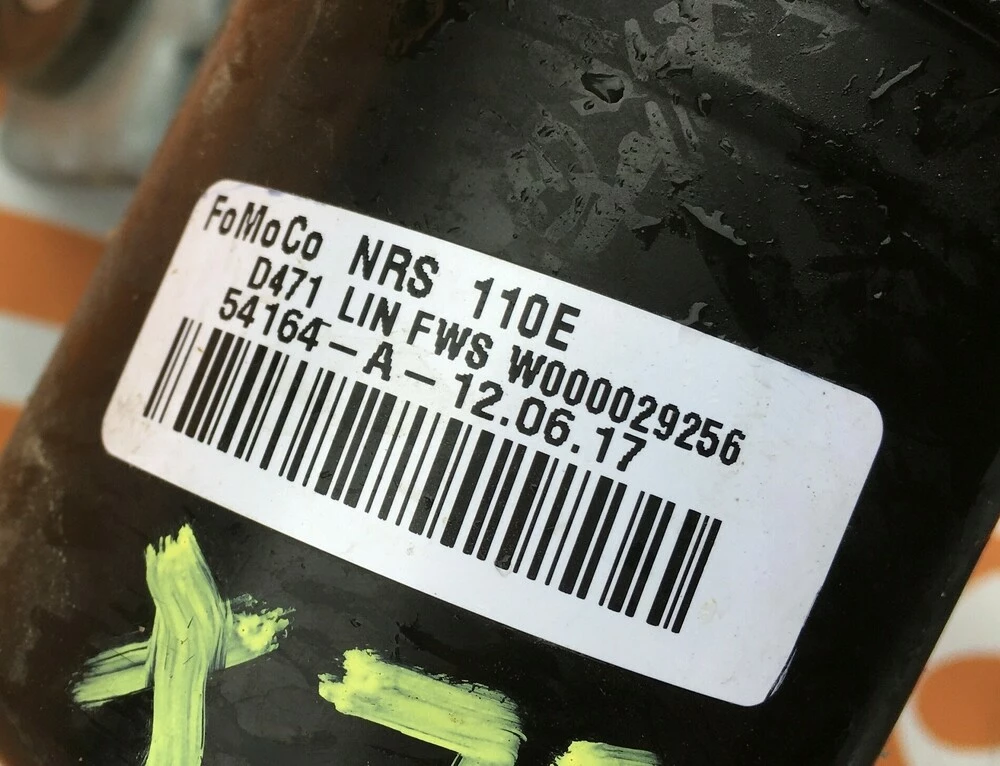 FoMoCo NRS 110E
D471 LIN FWS W000029256
54164-A-12.06.17